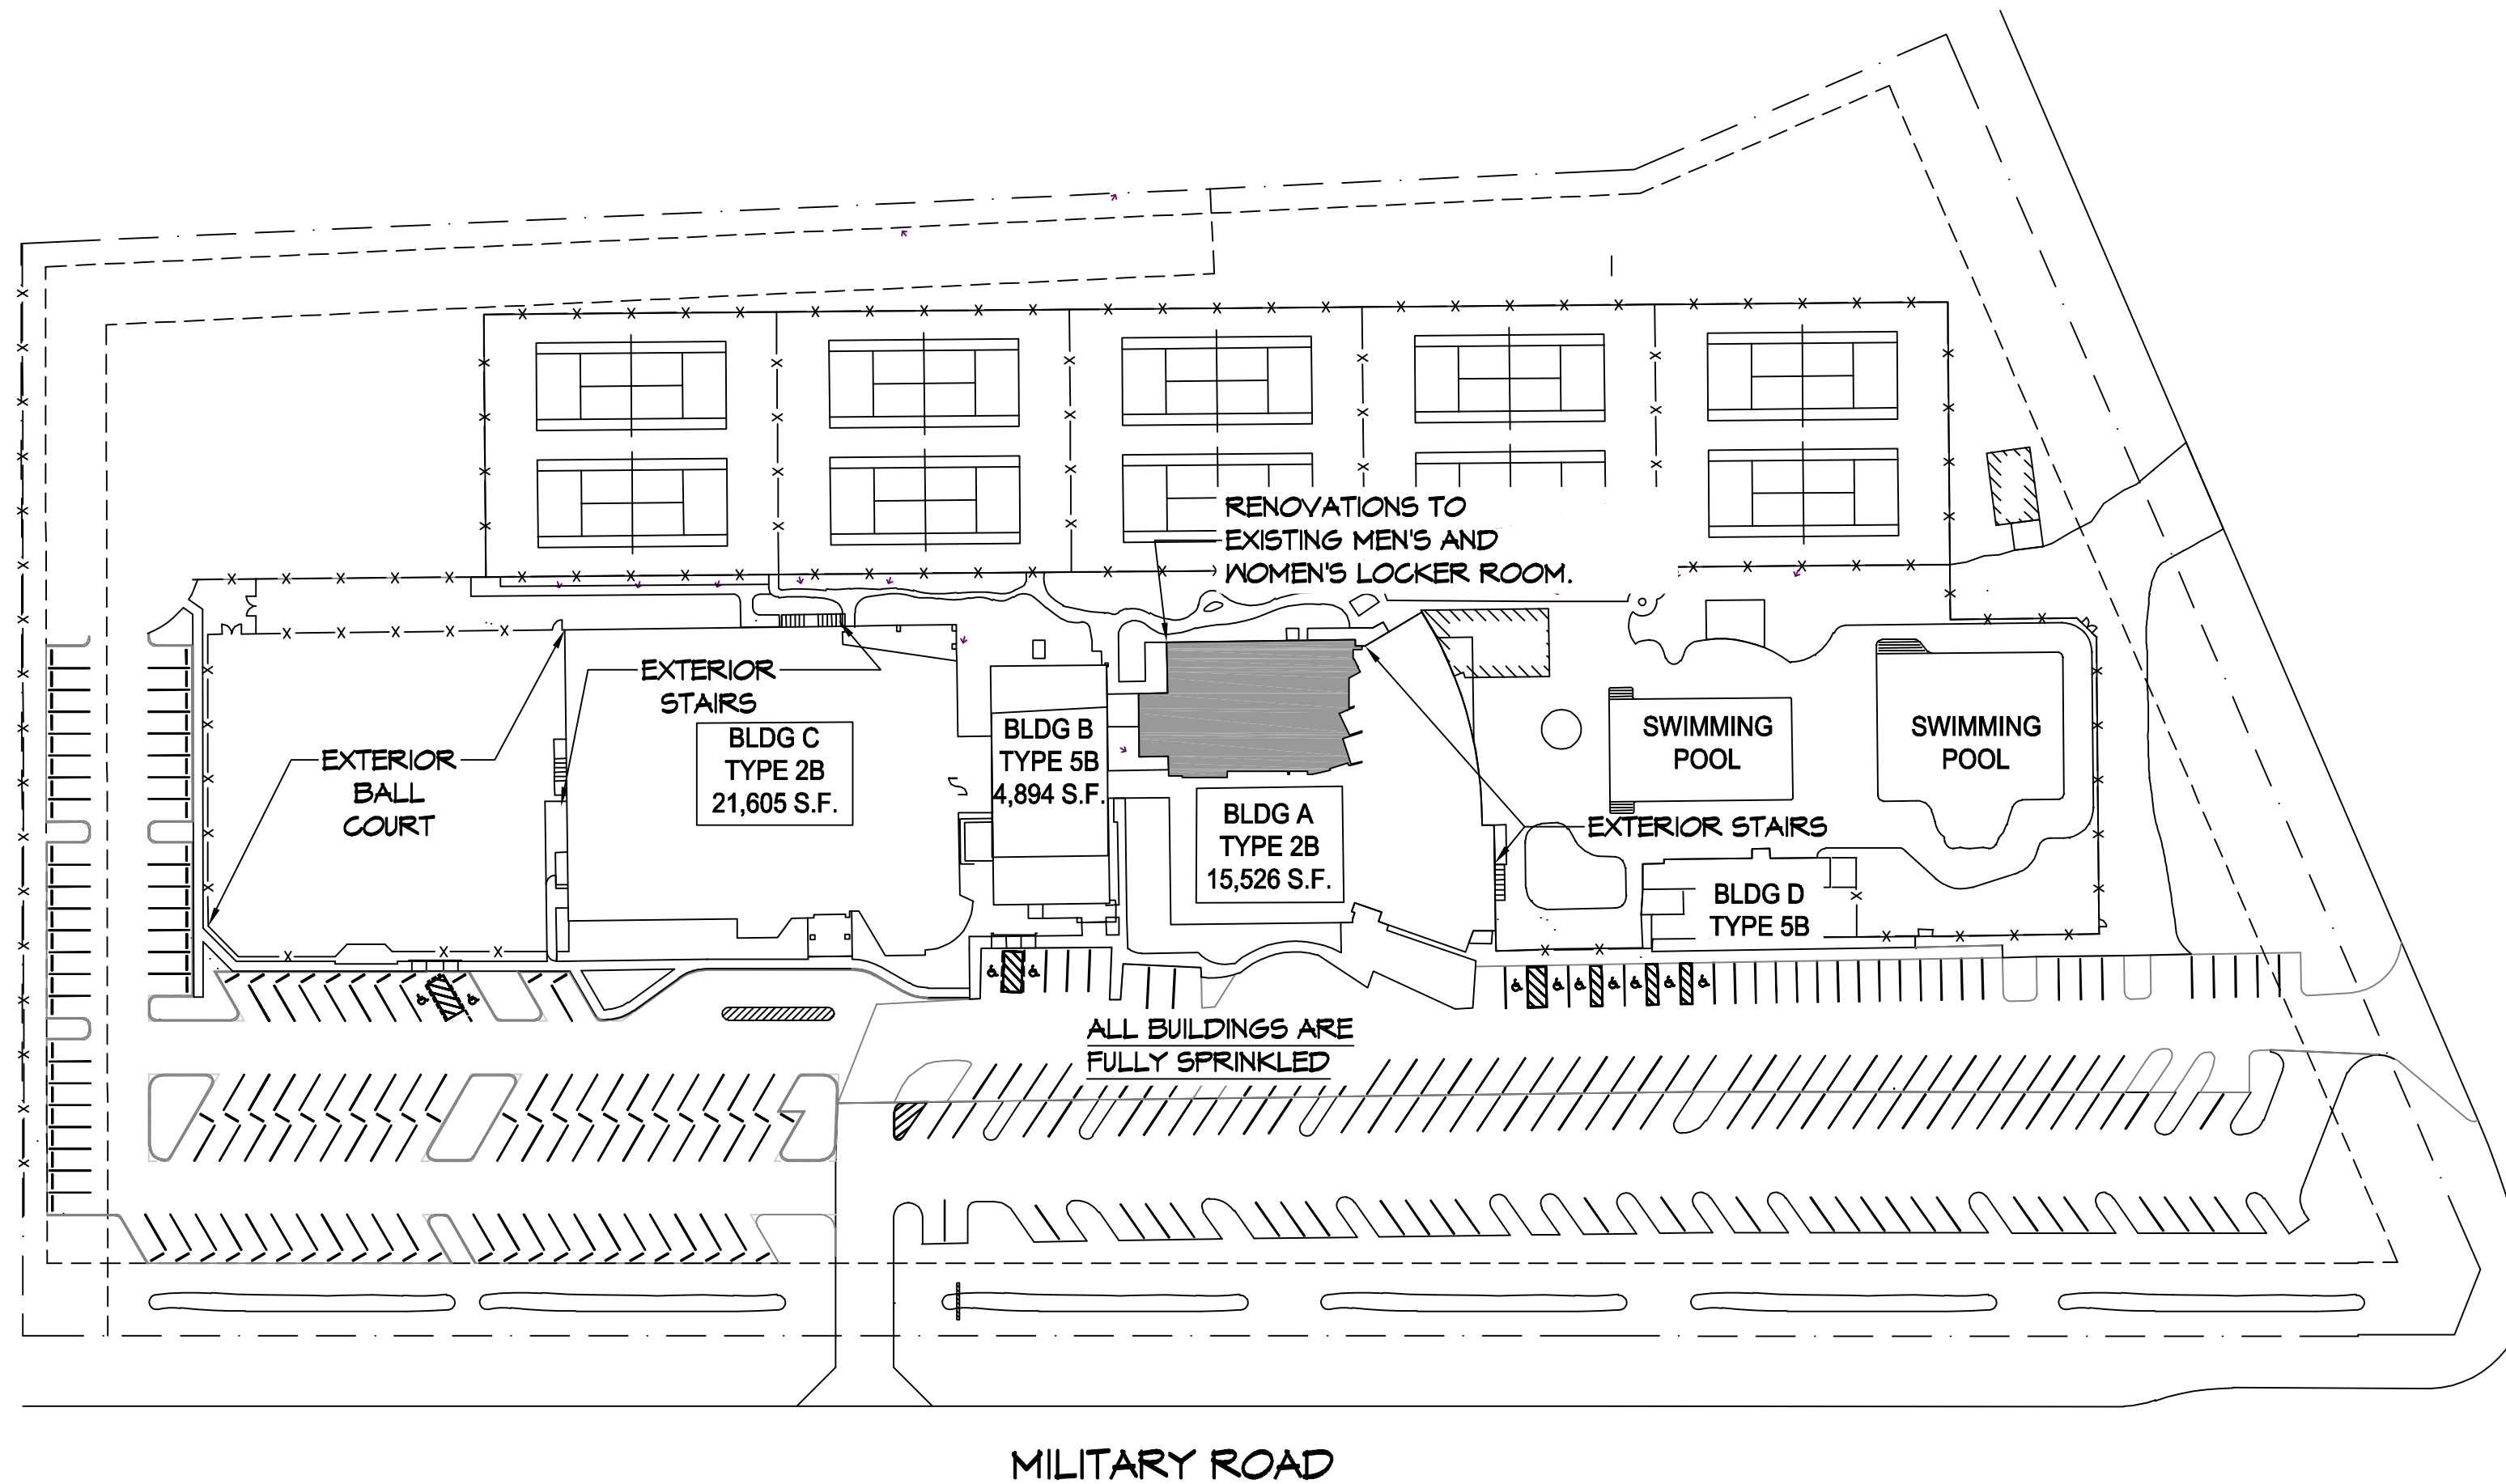 RENOVATIONS TO
EXISTING MEN'S AND
WOMEN'S LOCKER ROOM.
EXTERIOR
STAIRS
BLDG C
TYPE 2B
21,605 S.F.
BLDG B
TYPE 5B
4,894 S.F.
EXTERIOR
BALL
COURT
BLDG A
TYPE 2B
15,526 S.F.
SWIMMING
POOL
SWIMMING
POOL
EXTERIOR STAIRS
BLDG D
TYPE 5B
ALL BUILDINGS ARE
FULLY SPRINKLED
MILITARY ROAD